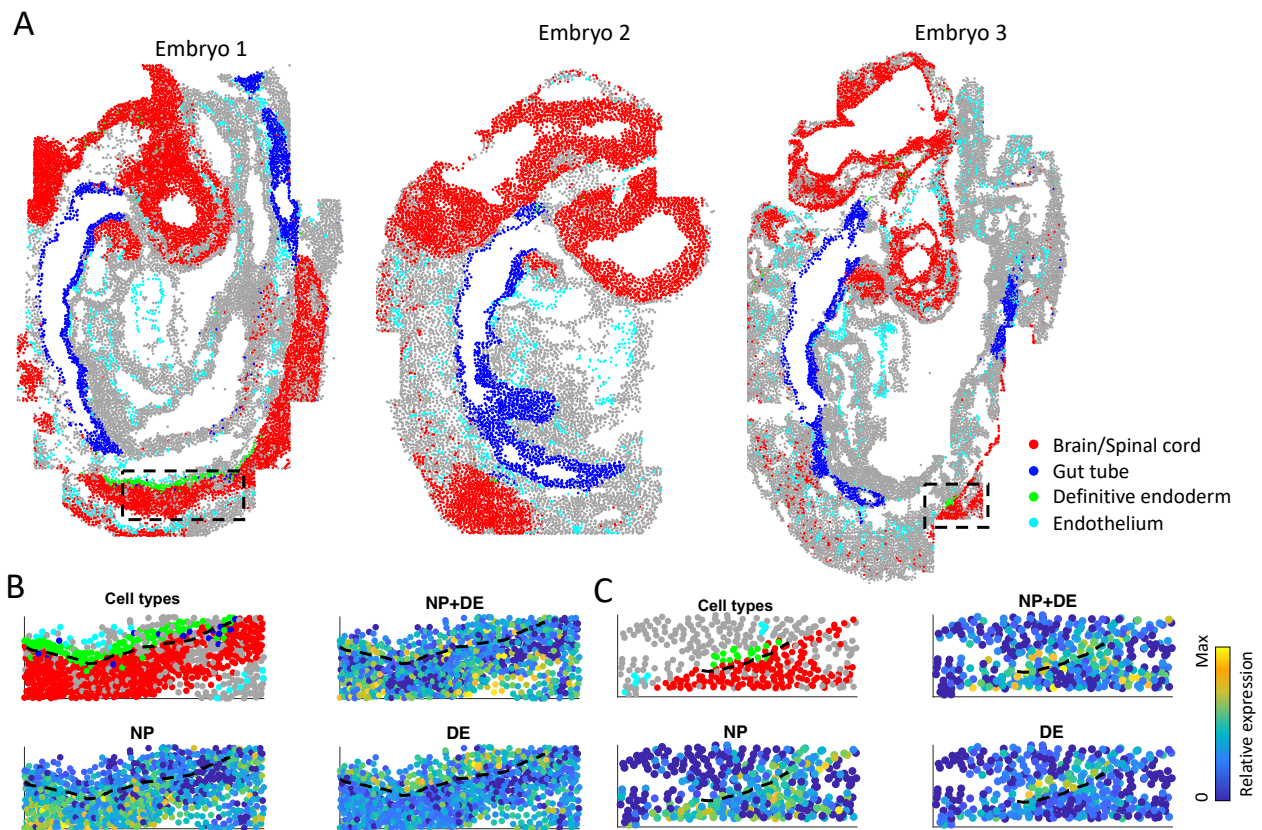 A
Embryo 1
Embryo 2
Embryo 3
Brain/Spinal cord
Gut tube
Definitive endoderm
Endothelium
B
Cell types
NP+DE
NP
DE
C
Cell types
NP+DE
NP
DE
Max
Relative expression
0